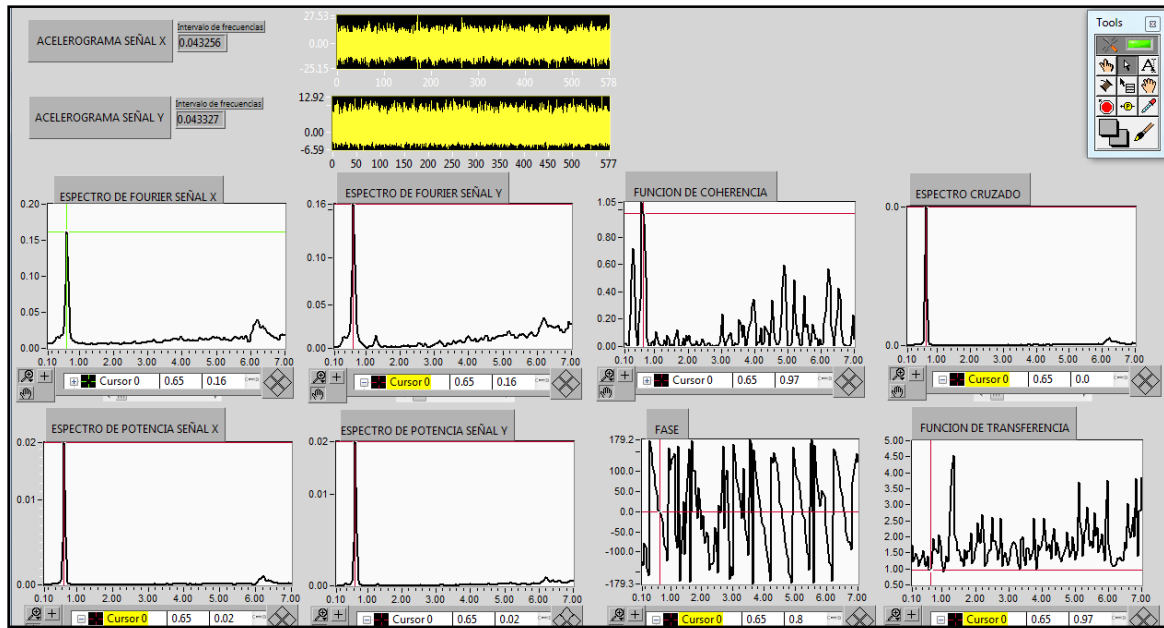 Tools
ACELEROGRAMA SEÑAL X
Intervalo de frecuencias
0.043256
27.53
0.00
-25.15
0 100 200 300 400 500 578
ACELEROGRAMA SEÑAL Y
Intervalo de frecuencias
0.043327
12.92
0.00
-6.59
0 50 100 150 200 250 300 350 400 450 500 577
ESPECTRO DE FOURIER SEÑAL X
0.20
0.15
0.10
0.05
0.00
0.10 1.00 2.00 3.00 4.00 5.00 6.00 7.00
Cursor 0 0.65 0.16
ESPECTRO DE FOURIER SEÑAL Y
0.16
0.10
0.05
0.00
0.10 1.00 2.00 3.00 4.00 5.00 6.00 7.00
Cursor 0 0.65 0.16
FUNCION DE COHERENCIA
1.05
0.80
0.60
0.40
0.20
0.00
0.10 1.00 2.00 3.00 4.00 5.00 6.00 7.00
Cursor 0 0.65 0.97
ESPECTRO CRUZADO
0.0
0.0
0.10 1.00 2.00 3.00 4.00 5.00 6.00 7.00
Cursor 0 0.65 0.0
ESPECTRO DE POTENCIA SEÑAL X
0.02
0.01
0.00
0.10 1.00 2.00 3.00 4.00 5.00 6.00 7.00
Cursor 0 0.65 0.02
ESPECTRO DE POTENCIA SEÑAL Y
0.02
0.01
0.00
0.10 1.00 2.00 3.00 4.00 5.00 6.00 7.00
Cursor 0 0.65 0.02
FASE
179.2
100.0
50.0
0.0
-50.0
-100.0
-179.3
0.10 1.00 2.00 3.00 4.00 5.00 6.00 7.00
Cursor 0 0.65 0.8
FUNCION DE TRANSFERENCIA
5.00
4.00
3.50
3.00
2.50
2.00
1.50
1.00
0.50
0.10 1.00 2.00 3.00 4.00 5.00 6.00 7.00
Cursor 0 0.65 0.97